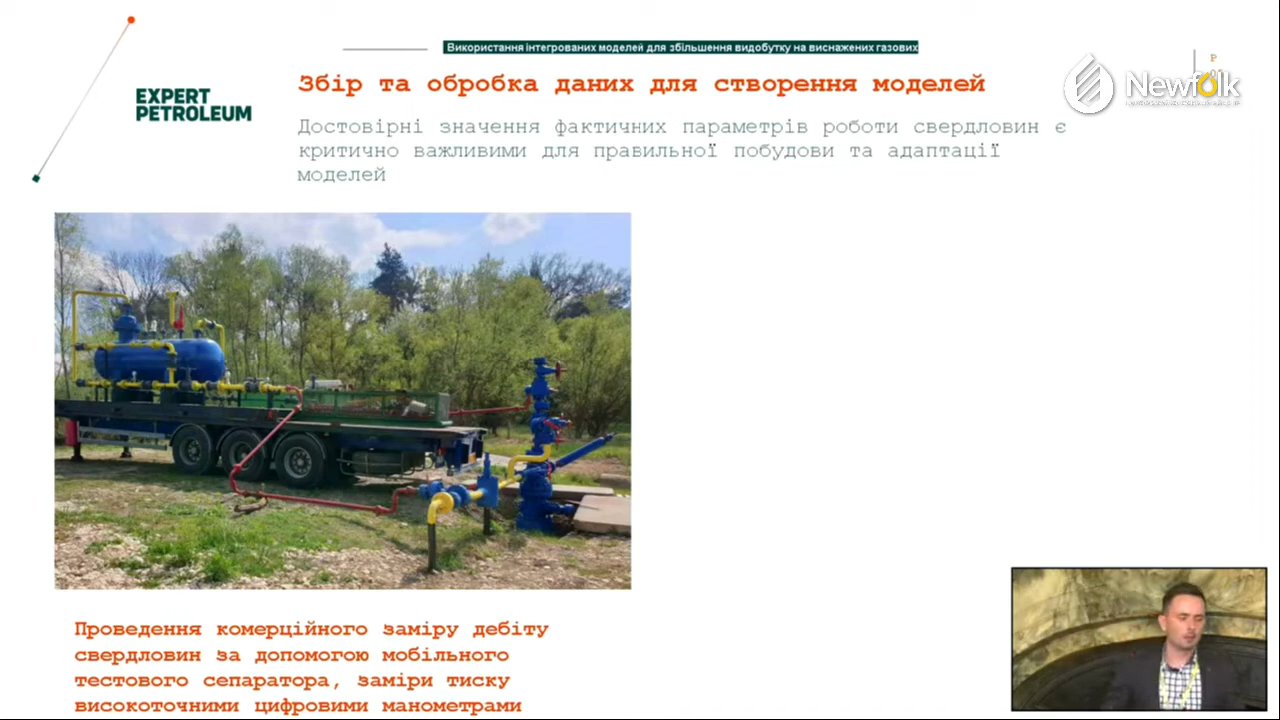 Використання інтегрованих моделей для збільшення видобутку на виснажених газових
Збір та обробка даних для створення моделей
EXPERT
PETROLEUM
Newfolk
P
Достовірні значення фактичних параметрів роботи свердловин є
критично важливими для правильної побудови та адаптації
моделей
Проведення комерційного заміру дебіту
свердловин за допомогою мобільного
тестового сепаратора, заміри тиску
високоточними цифровими манометрами